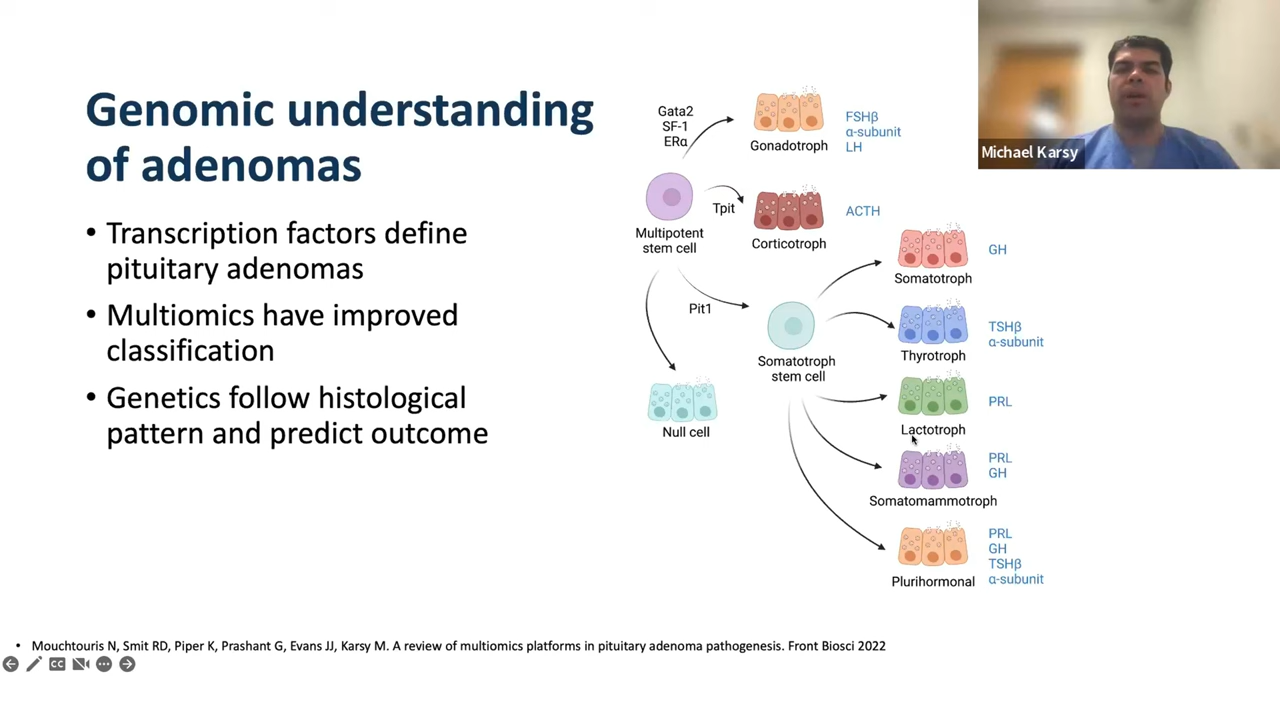 Genomic understanding
of adenomas
• Transcription factors define
pituitary adenomas
• Multiomics have improved
classification
• Genetics follow histological
pattern and predict outcome
Gata2
SF-1
ERα
Gonadotroph
FSHβ
α-subunit
LH
Multipotent
stem cell
Tpit
Corticotroph
ACTH
Pit1
Null cell
Somatotroph
stem cell
Somatotroph
GH
Thyrotroph
TSHβ
α-subunit
Lactotroph
PRL
Somatomammotroph
PRL
GH
Plurihormonal
PRL
GH
TSHβ
α-subunit
Michael Karsy
• Mouchtouris N, Smit RD, Piper K, Prashant G, Evans JJ, Karsy M. A review of multiomics platforms in pituitary adenoma pathogenesis. Front Biosci 2022
CC